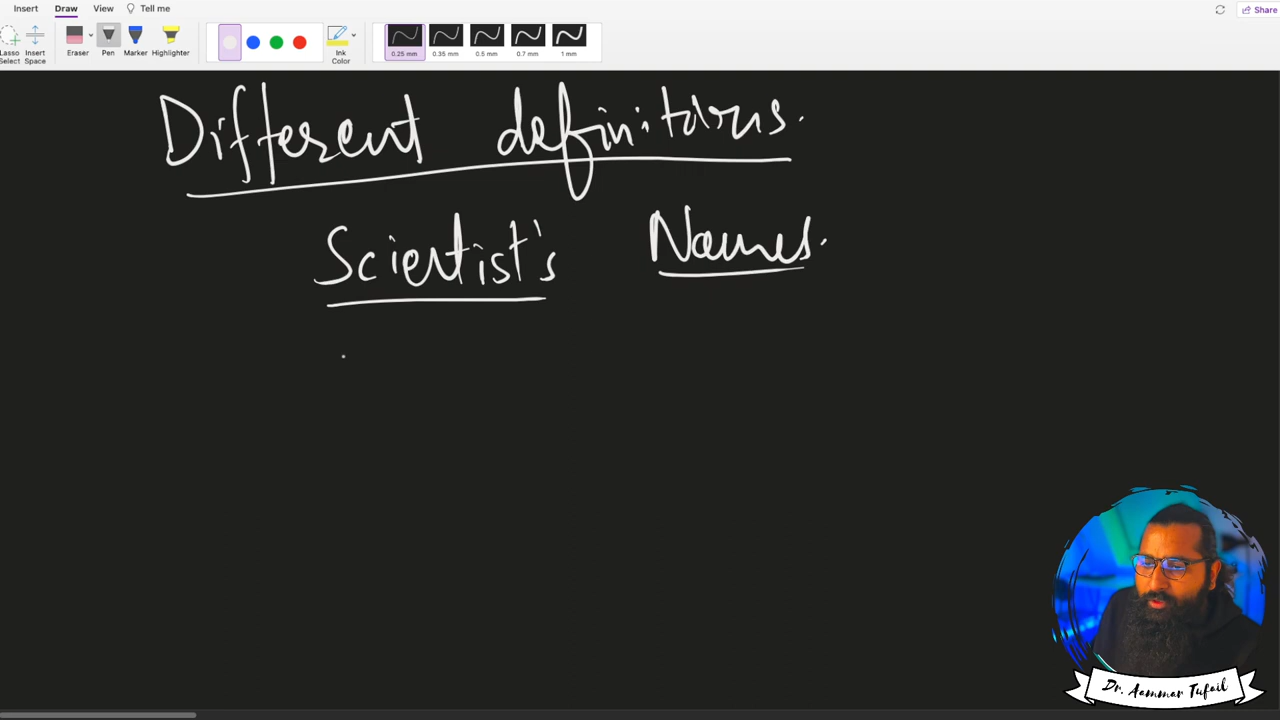 Insert Draw View Tell me
Share
Lasso Select
Insert Space
Eraser
Pen
Marker
Highlighter
Ink Color
0.25 mm
0.35 mm
0.5 mm
0.7 mm
1 mm
Different definitions.
Scientist's Names.
Dr. Aammar Tufail